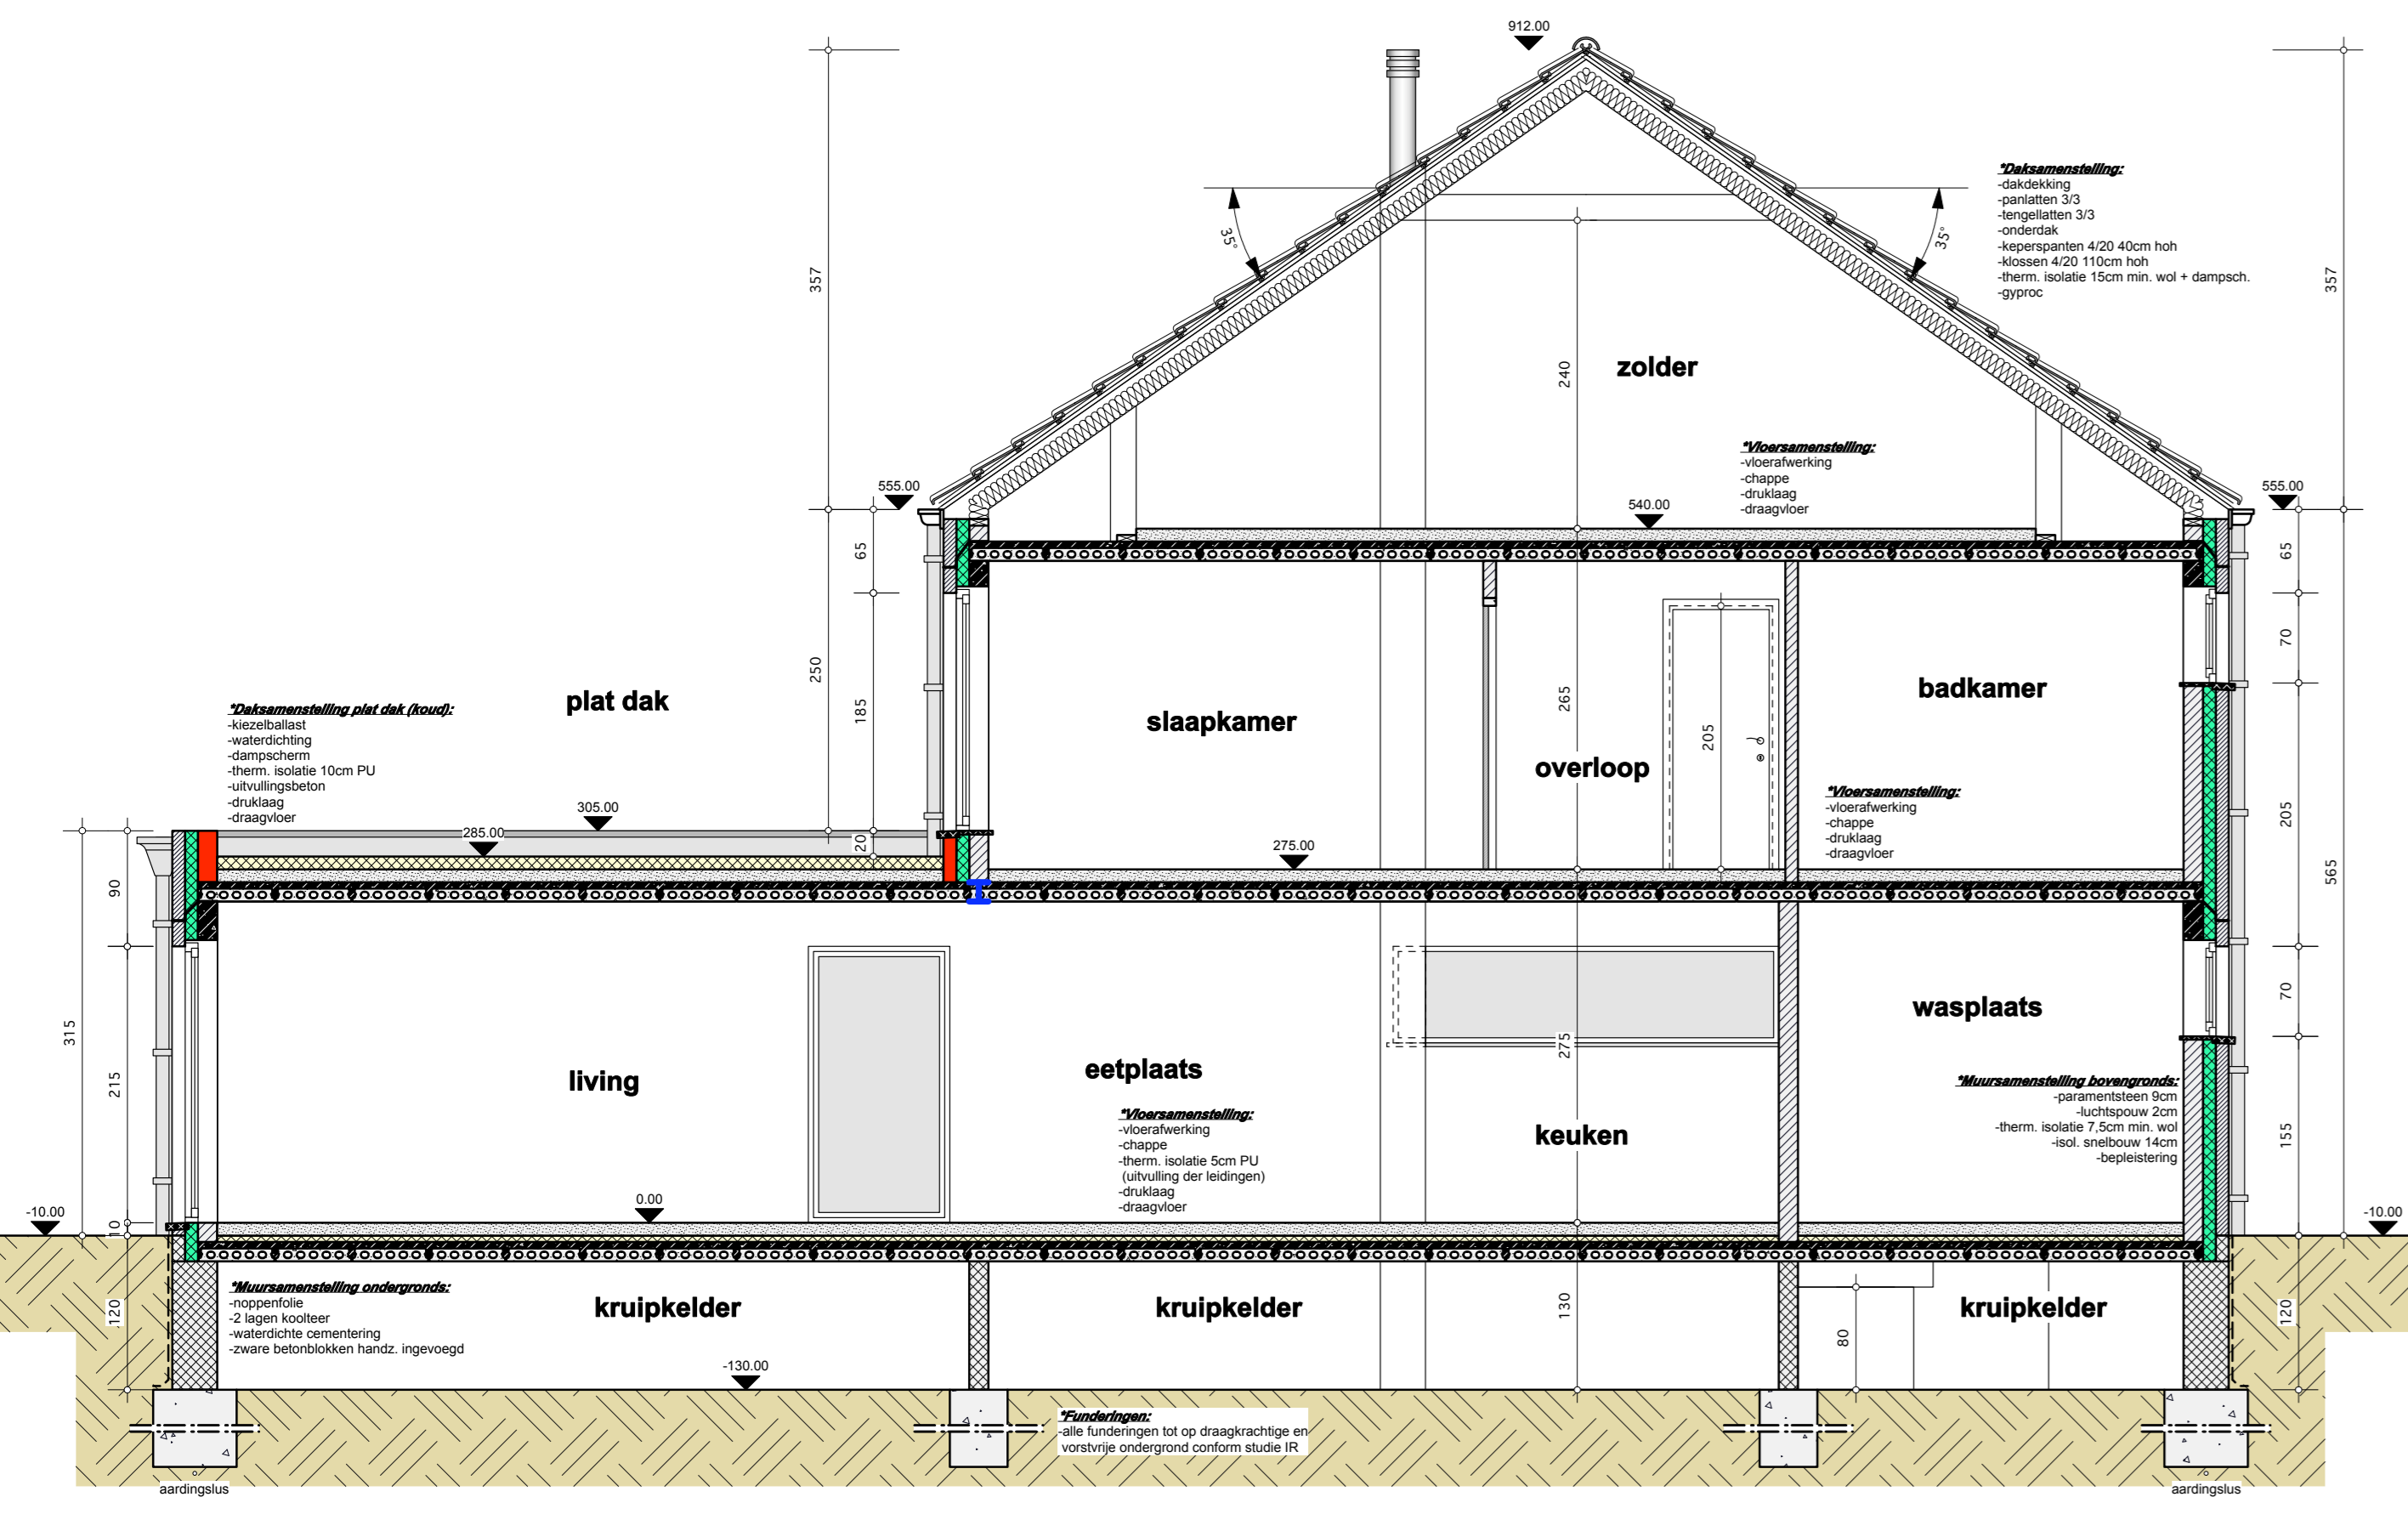 912.00
357
35°
35°
*Daksamenstelling:
-dakdekking
-panlatten 3/3
-tengellatten 3/3
-onderdak
-keperspanten 4/20 40cm hoh
-klossen 4/20 110cm hoh
-therm. isolatie 15cm min. wol + dampsch.
-gyproc
357
zolder
240
*Vloersamenstelling:
-vloerafwerking
-chappe
-druklaag
-draagvloer
555.00
540.00
555.00
65
65
250
185
20
70
205
565
plat dak
*Daksamenstelling plat dak (koud):
-kiezelballast
-waterdichting
-dampscherm
-therm. isolatie 10cm PU
-uitvullingsbeton
-druklaag
-draagvloer
305.00
285.00
slaapkamer
265
overloop
205
badkamer
*Vloersamenstelling:
-vloerafwerking
-chappe
-druklaag
-draagvloer
275.00
315
90
215
10
living
eetplaats
275
keuken
wasplaats
70
155
*Vloersamenstelling:
-vloerafwerking
-chappe
-therm. isolatie 5cm PU
(uitvulling der leidingen)
-druklaag
-draagvloer
*Muursamenstelling bovengronds:
-paramentsteen 9cm
-luchtspouw 2cm
-therm. isolatie 7,5cm min. wol
-isol. snelbouw 14cm
-bepleistering
-10.00
0.00
-10.00
120
*Muursamenstelling ondergronds:
-noppenfolie
-2 lagen koolteer
-waterdichte cementering
-zware betonblokken handz. ingevoegd
kruipkelder
kruipkelder
130
80
kruipkelder
120
-130.00
*Funderingen:
-alle funderingen tot op draagkrachtige en
vorstvrije ondergrond conform studie IR
aardingslus
aardingslus